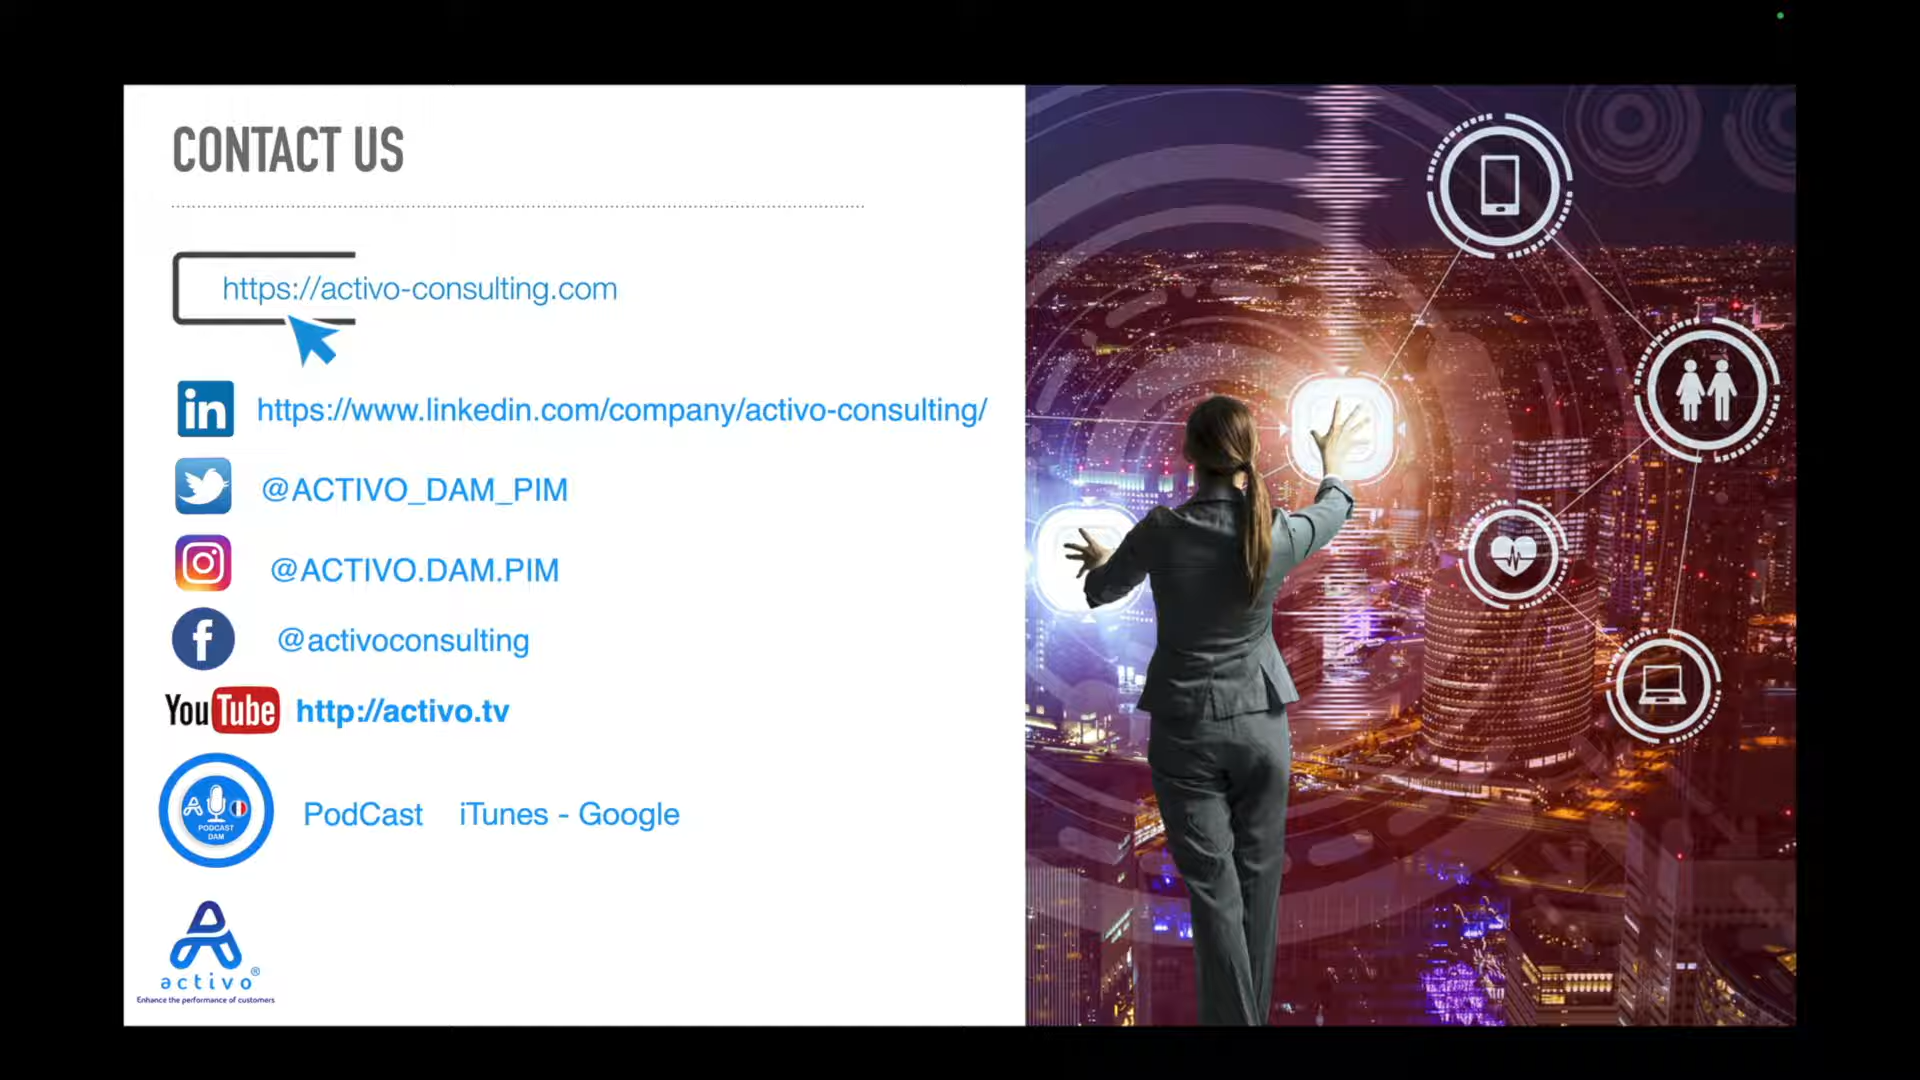 CONTACT US
https://activo-consulting.com
in https://www.linkedin.com/company/activo-consulting/
@ACTIVO_DAM_PIM
@ACTIVO.DAM.PIM
f @activoconsulting
YouTube http://activo.tv
PODCAST
DAM
PodCast iTunes - Google
activo®
Enhance the performance of customers